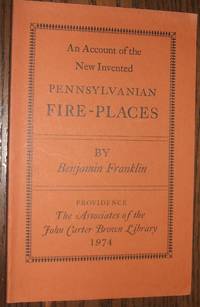 An Account of the
New Invented
PENNSYLVANIAN
FIRE-PLACES
BY
Benjamin Franklin
PROVIDENCE
The Associates of the
John Carter Brown Library
1974